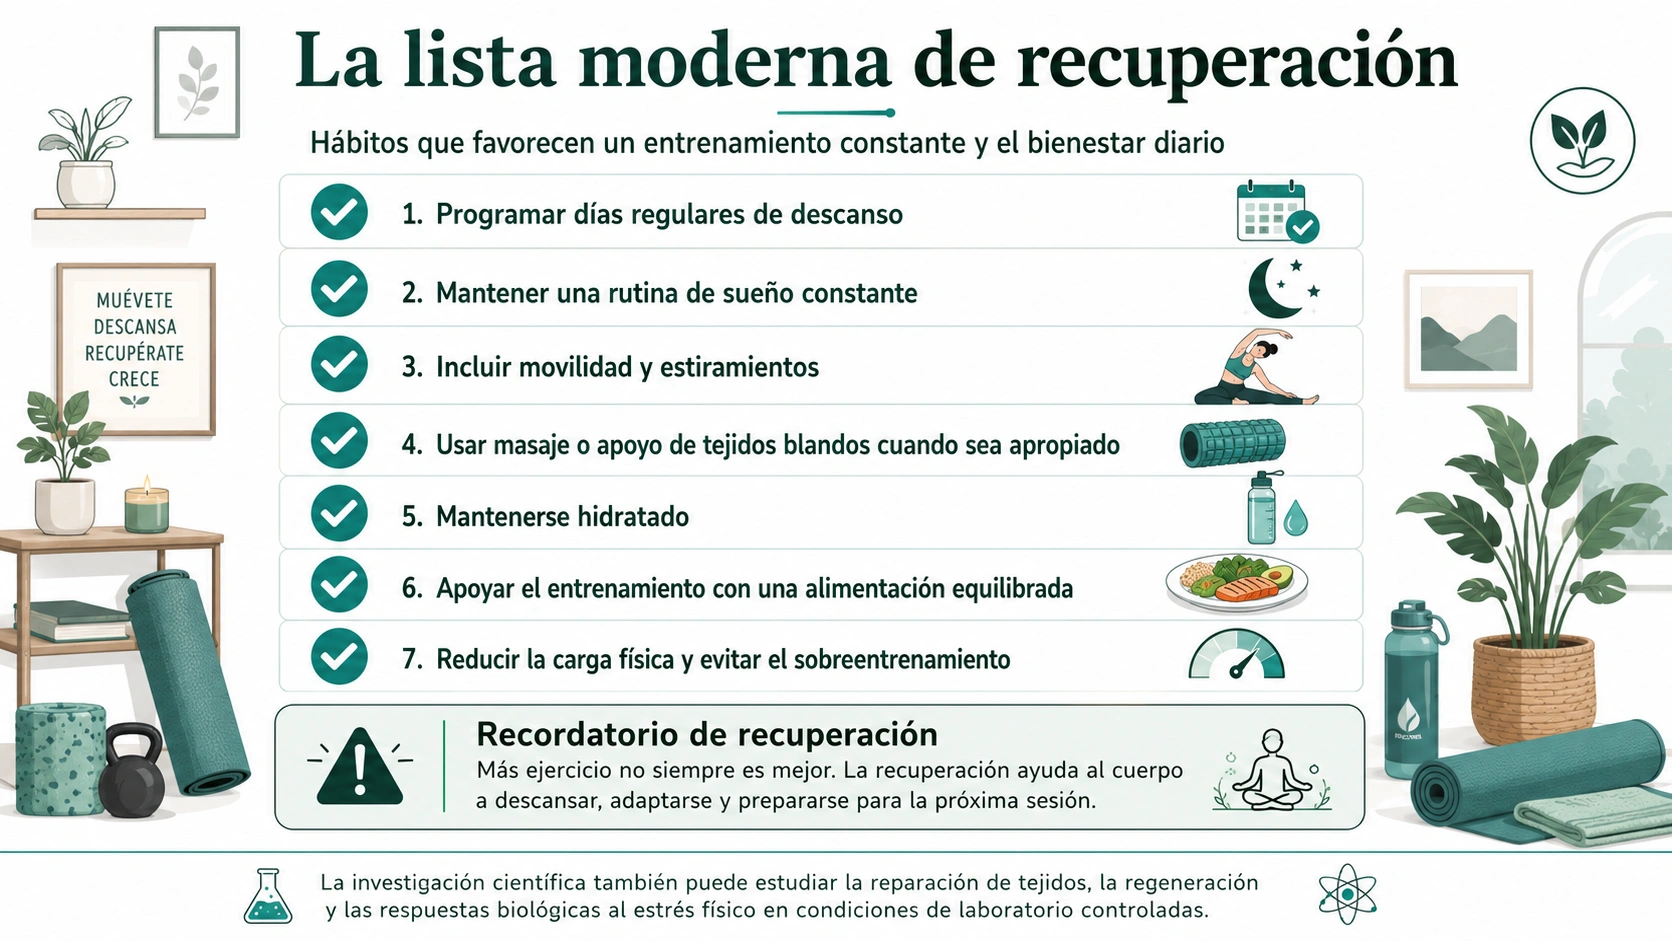 La lista moderna de recuperación
Hábitos que favorecen un entrenamiento constante y el bienestar diario
1. Programar días regulares de descanso
2. Mantener una rutina de sueño constante
3. Incluir movilidad y estiramientos
4. Usar masaje o apoyo de tejidos blandos cuando sea apropiado
5. Mantenerse hidratado
6. Apoyar el entrenamiento con una alimentación equilibrada
7. Reducir la carga física y evitar el sobreentrenamiento
MUÉVETE
DESCANSA
RECUPÉRATE
CRECE
Recordatorio de recuperación
Más ejercicio no siempre es mejor. La recuperación ayuda al cuerpo
a descansar, adaptarse y prepararse para la próxima sesión.
La investigación científica también puede estudiar la reparación de tejidos, la regeneración
y las respuestas biológicas al estrés físico en condiciones de laboratorio controladas.